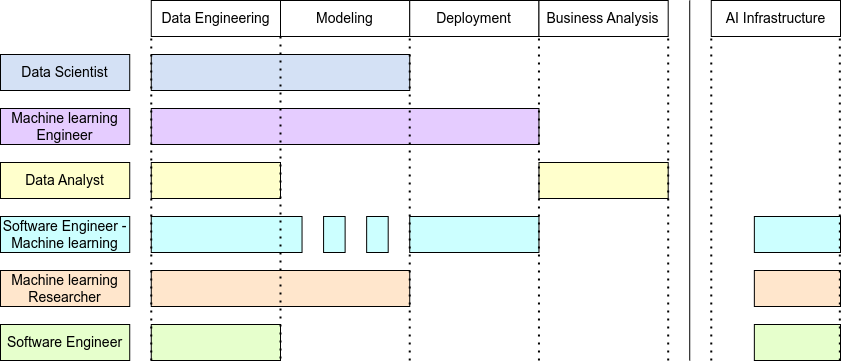 Data Engineering
Modeling
Deployment
Business Analysis
AI Infrastructure
Data Scientist
Machine learning
Engineer
Data Analyst
Software Engineer -
Machine learning
Machine learning
Researcher
Software Engineer